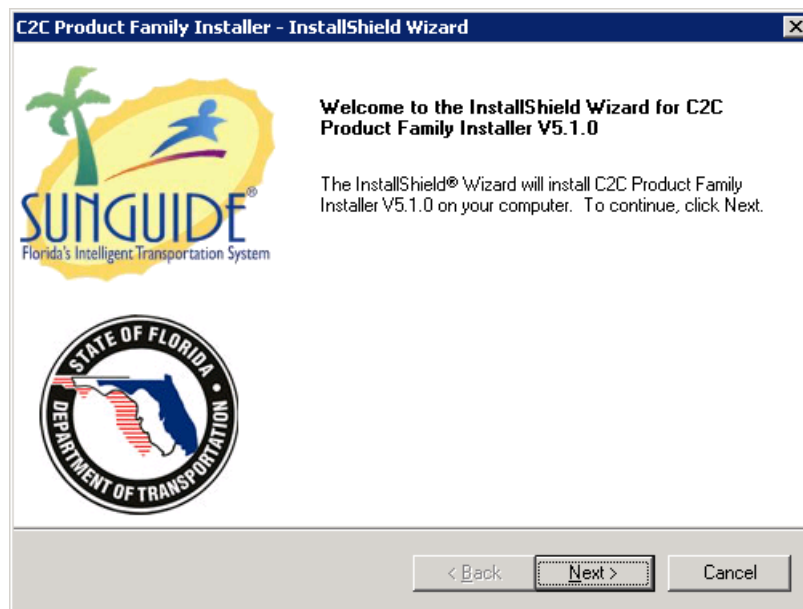 C2C Product Family Installer - InstallShield Wizard
Welcome to the InstallShield Wizard for C2C
Product Family Installer V5.1.0
The InstallShield® Wizard will install C2C Product Family
Installer V5.1.0 on your computer.  To continue, click Next.
SUNGUIDE®
Florida's Intelligent Transportation System
STATE OF FLORIDA
DEPARTMENT OF TRANSPORTATION
< Back
Next >
Cancel